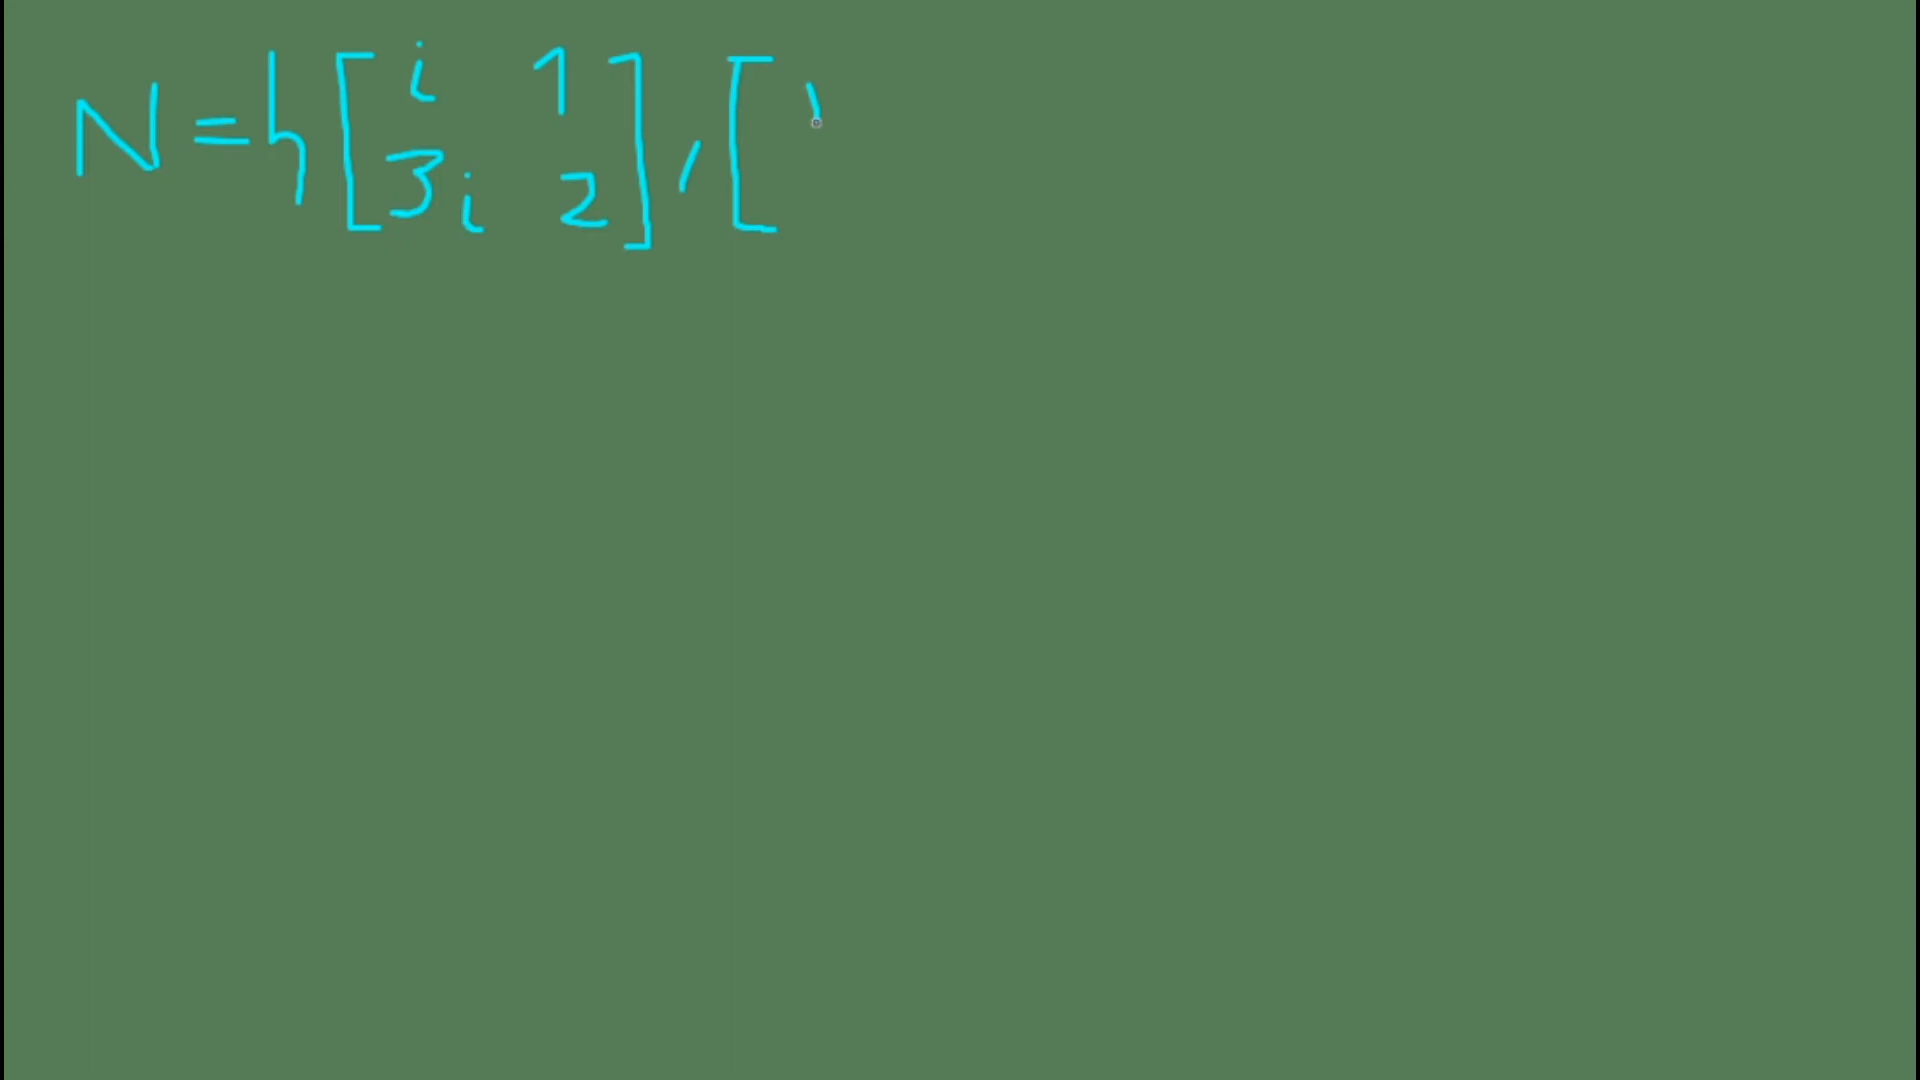 N = h [ i 1 ] , [
3i 2